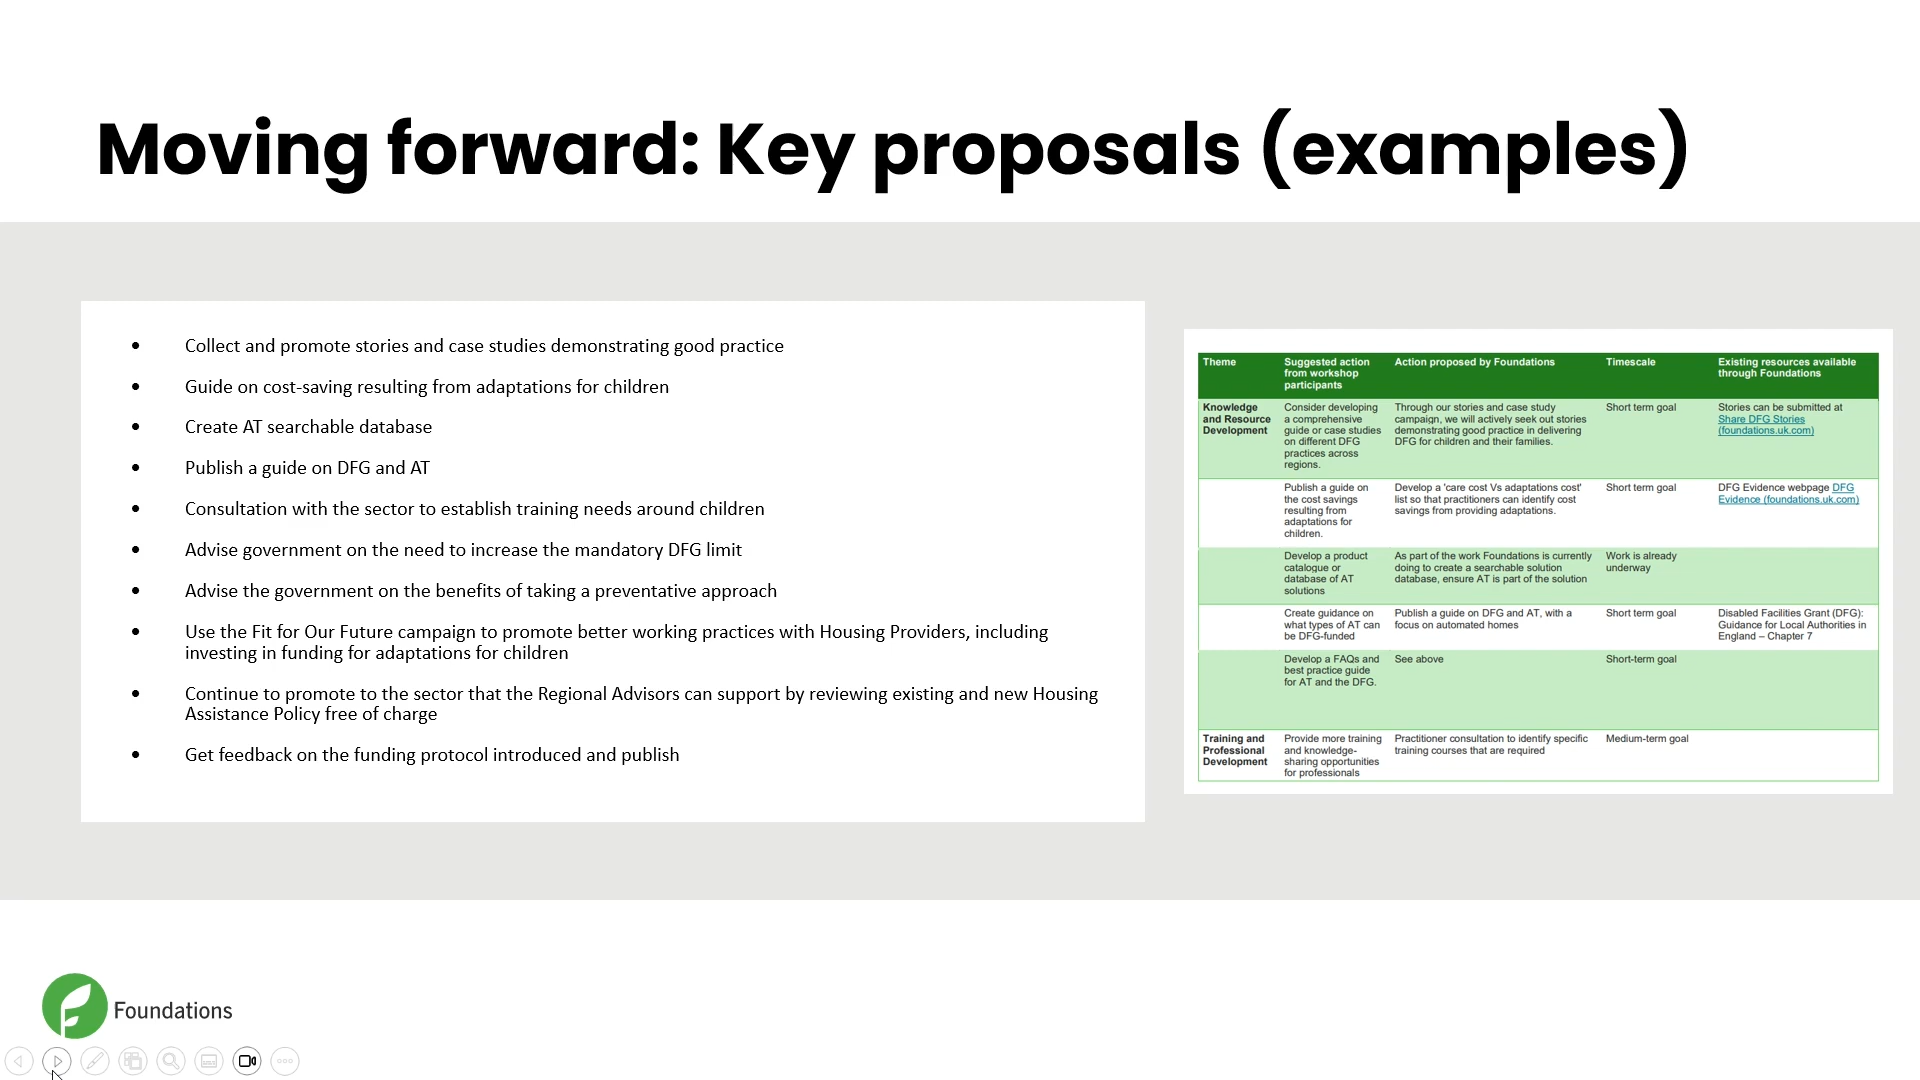 Moving forward: Key proposals (examples)
• Collect and promote stories and case studies demonstrating good practice
• Guide on cost-saving resulting from adaptations for children
• Create AT searchable database
• Publish a guide on DFG and AT
• Consultation with the sector to establish training needs around children
• Advise government on the need to increase the mandatory DFG limit
• Advise the government on the benefits of taking a preventative approach
• Use the Fit for Our Future campaign to promote better working practices with Housing Providers, including
investing in funding for adaptations for children
• Continue to promote to the sector that the Regional Advisors can support by reviewing existing and new Housing
Assistance Policy free of charge
• Get feedback on the funding protocol introduced and publish
Theme
Suggested action
from workshop
participants
Action proposed by Foundations
Timescale
Existing resources available
through Foundations
Knowledge
and Resource
Development
Consider developing
a comprehensive
guide or case studies
on different DFG
practices across
regions.
Through our stories and case study
campaign, we will actively seek out stories
demonstrating good practice in delivering
DFG for children and their families.
Short term goal
Stories can be submitted at
Share DFG Stories
(foundations.uk.com)
Publish a guide on
the cost savings
resulting from
adaptations for
children.
Develop a 'care cost Vs adaptations cost'
list so that practitioners can identify cost
savings from providing adaptations.
Short term goal
DFG Evidence webpage DFG
Evidence (foundations.uk.com)
Develop a product
catalogue or
database of AT
solutions
As part of the work Foundations is currently
doing to create a searchable solution
database, ensure AT is part of the solution
Work is already
underway
Create guidance on
what types of AT can
be DFG-funded
Publish a guide on DFG and AT, with a
focus on automated homes
Short term goal
Disabled Facilities Grant (DFG):
Guidance for Local Authorities in
England – Chapter 7
Develop a FAQs and
best practice guide
for AT and the DFG.
See above
Short-term goal
Training and
Professional
Development
Provide more training
and knowledge-
sharing opportunities
for professionals
Practitioner consultation to identify specific
training courses that are required
Medium-term goal
Foundations